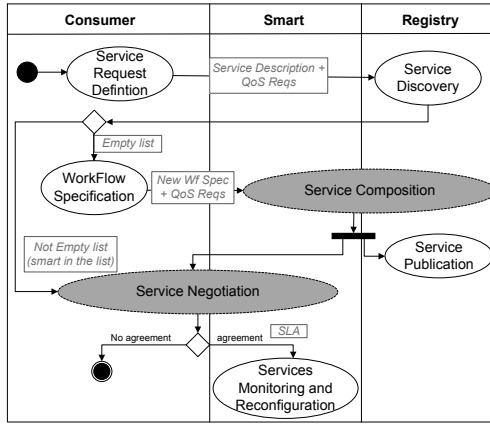 Consumer
Smart
Registry
Service
Request
Defintion
Service Description +
QoS Reqs
Service
Discovery
Empty list
WorkFlow
Specification
New Wf Spec
+ QoS Reqs
Service Composition
Not Empty list
(smart in the list)
Service
Publication
Service Negotiation
No agreement
agreement
SLA
Services
Monitoring and
Reconfiguration